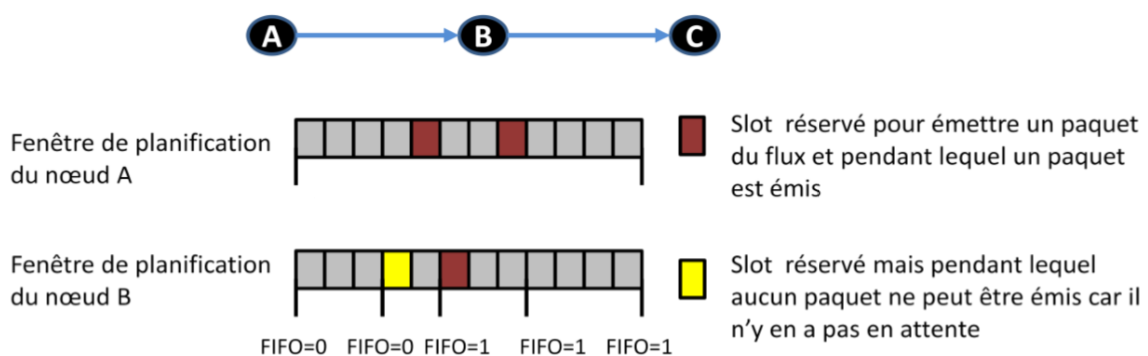 A B C
Fenêtre de planification
du nœud A
Slot réservé pour émettre un paquet
du flux et pendant lequel un paquet
est émis
Fenêtre de planification
du nœud B
Slot réservé mais pendant lequel
aucun paquet ne peut être émis car il
n'y en a pas en attente
FIFO=0 FIFO=0 FIFO=1 FIFO=1 FIFO=1